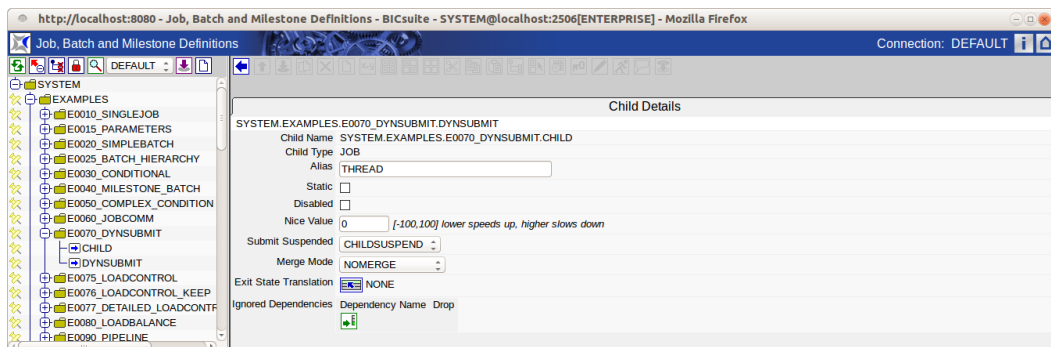 http://localhost:8080 - Job, Batch and Milestone Definitions - BICsuite - SYSTEM@localhost:2506[ENTERPRISE] - Mozilla Firefox
Job, Batch and Milestone Definitions
Connection: DEFAULT
DEFAULT
SYSTEM
EXAMPLES
E0010_SINGLEJOB
E0015_PARAMETERS
E0020_SIMPLEBATCH
E0025_BATCH_HIERARCHY
E0030_CONDITIONAL
E0040_MILESTONE_BATCH
E0050_COMPLEX_CONDITION
E0060_JOBCOMM
E0070_DYNSUBMIT
CHILD
DYNSUBMIT
E0075_LOADCONTROL
E0076_LOADCONTROL_KEEP
E0077_DETAILED_LOADCONTR
E0080_LOADBALANCE
E0090_PIPELINE
Child Details
SYSTEM.EXAMPLES.E0070_DYNSUBMIT.DYNSUBMIT
Child Name SYSTEM.EXAMPLES.E0070_DYNSUBMIT.CHILD
Child Type JOB
Alias THREAD
Static
Disabled
Nice Value 0 [-100,100] lower speeds up, higher slows down
Submit Suspended CHILDSUSPEND
Merge Mode NOMERGE
Exit State Translation NONE
Ignored Dependencies Dependency Name Drop